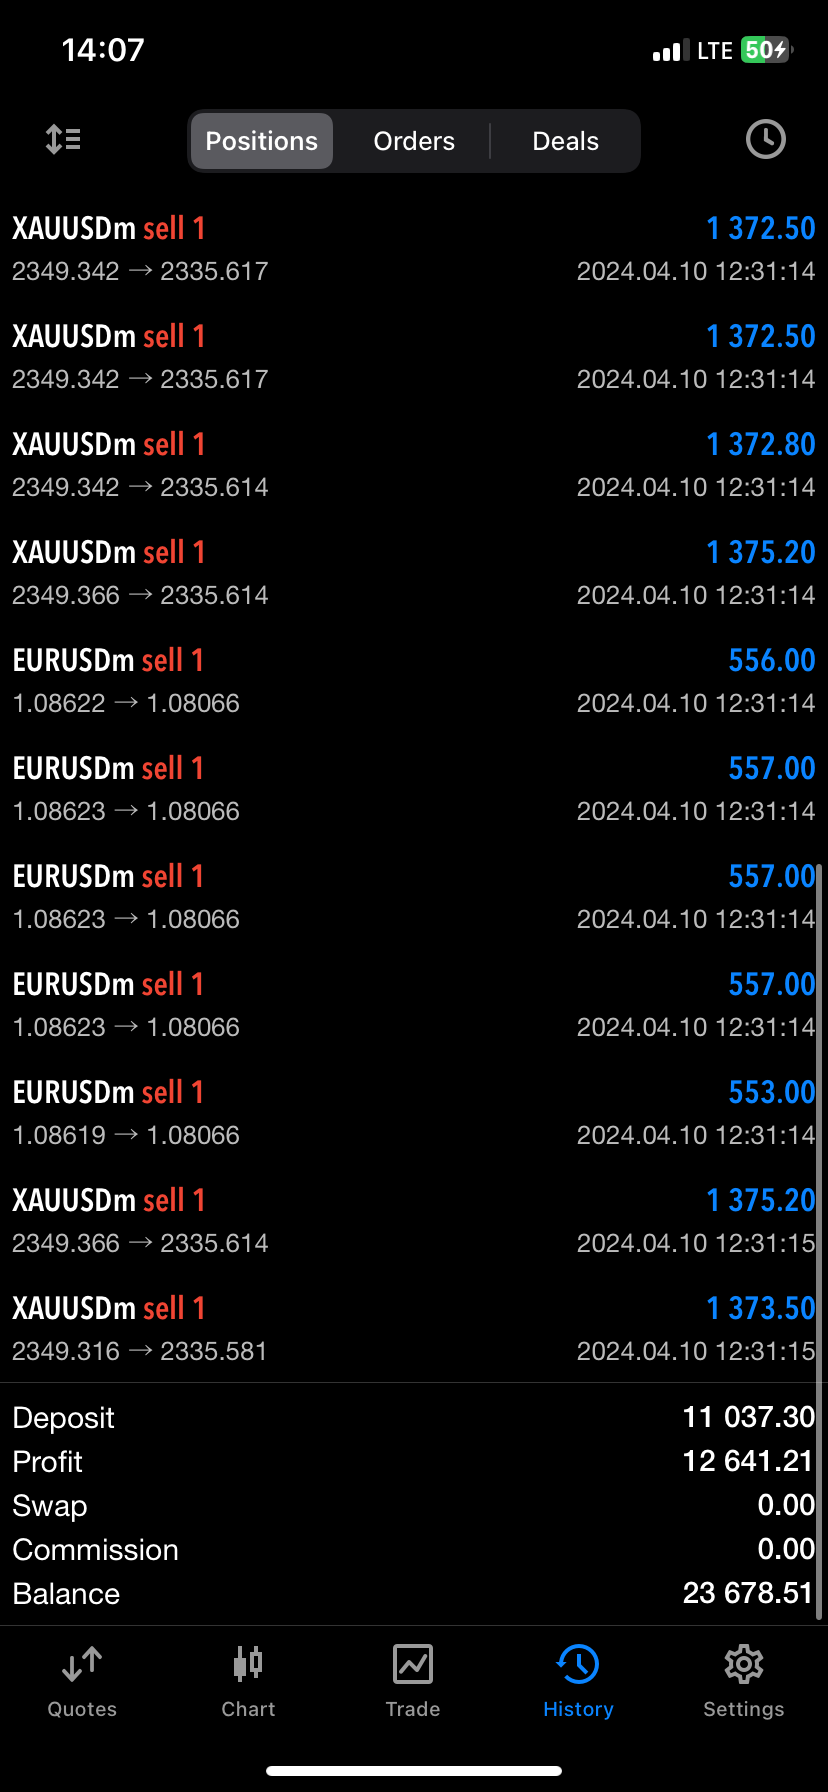 14:07 LTE 50
Positions Orders Deals
XAUUSDm sell 1 1 372.50
2349.342 → 2335.617 2024.04.10 12:31:14
XAUUSDm sell 1 1 372.50
2349.342 → 2335.617 2024.04.10 12:31:14
XAUUSDm sell 1 1 372.80
2349.342 → 2335.614 2024.04.10 12:31:14
XAUUSDm sell 1 1 375.20
2349.366 → 2335.614 2024.04.10 12:31:14
EURUSDm sell 1 556.00
1.08622 → 1.08066 2024.04.10 12:31:14
EURUSDm sell 1 557.00
1.08623 → 1.08066 2024.04.10 12:31:14
EURUSDm sell 1 557.00
1.08623 → 1.08066 2024.04.10 12:31:14
EURUSDm sell 1 557.00
1.08623 → 1.08066 2024.04.10 12:31:14
EURUSDm sell 1 553.00
1.08619 → 1.08066 2024.04.10 12:31:14
XAUUSDm sell 1 1 375.20
2349.366 → 2335.614 2024.04.10 12:31:15
XAUUSDm sell 1 1 373.50
2349.316 → 2335.581 2024.04.10 12:31:15
Deposit 11 037.30
Profit 12 641.21
Swap 0.00
Commission 0.00
Balance 23 678.51
Quotes Chart Trade History Settings